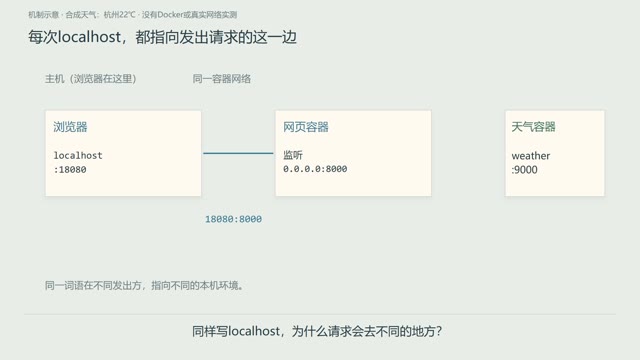 机制示意 · 合成天气：杭州22℃ · 没有Docker或真实网络实测
每次localhost，都指向发出请求的这一边
主机（浏览器在这里）
同一容器网络
浏览器
localhost
:18080
网页容器
监听
0.0.0.0:8000
天气容器
weather
:9000
18080:8000
同一词语在不同发出方，指向不同的本机环境。
同样写localhost，为什么请求会去不同的地方？